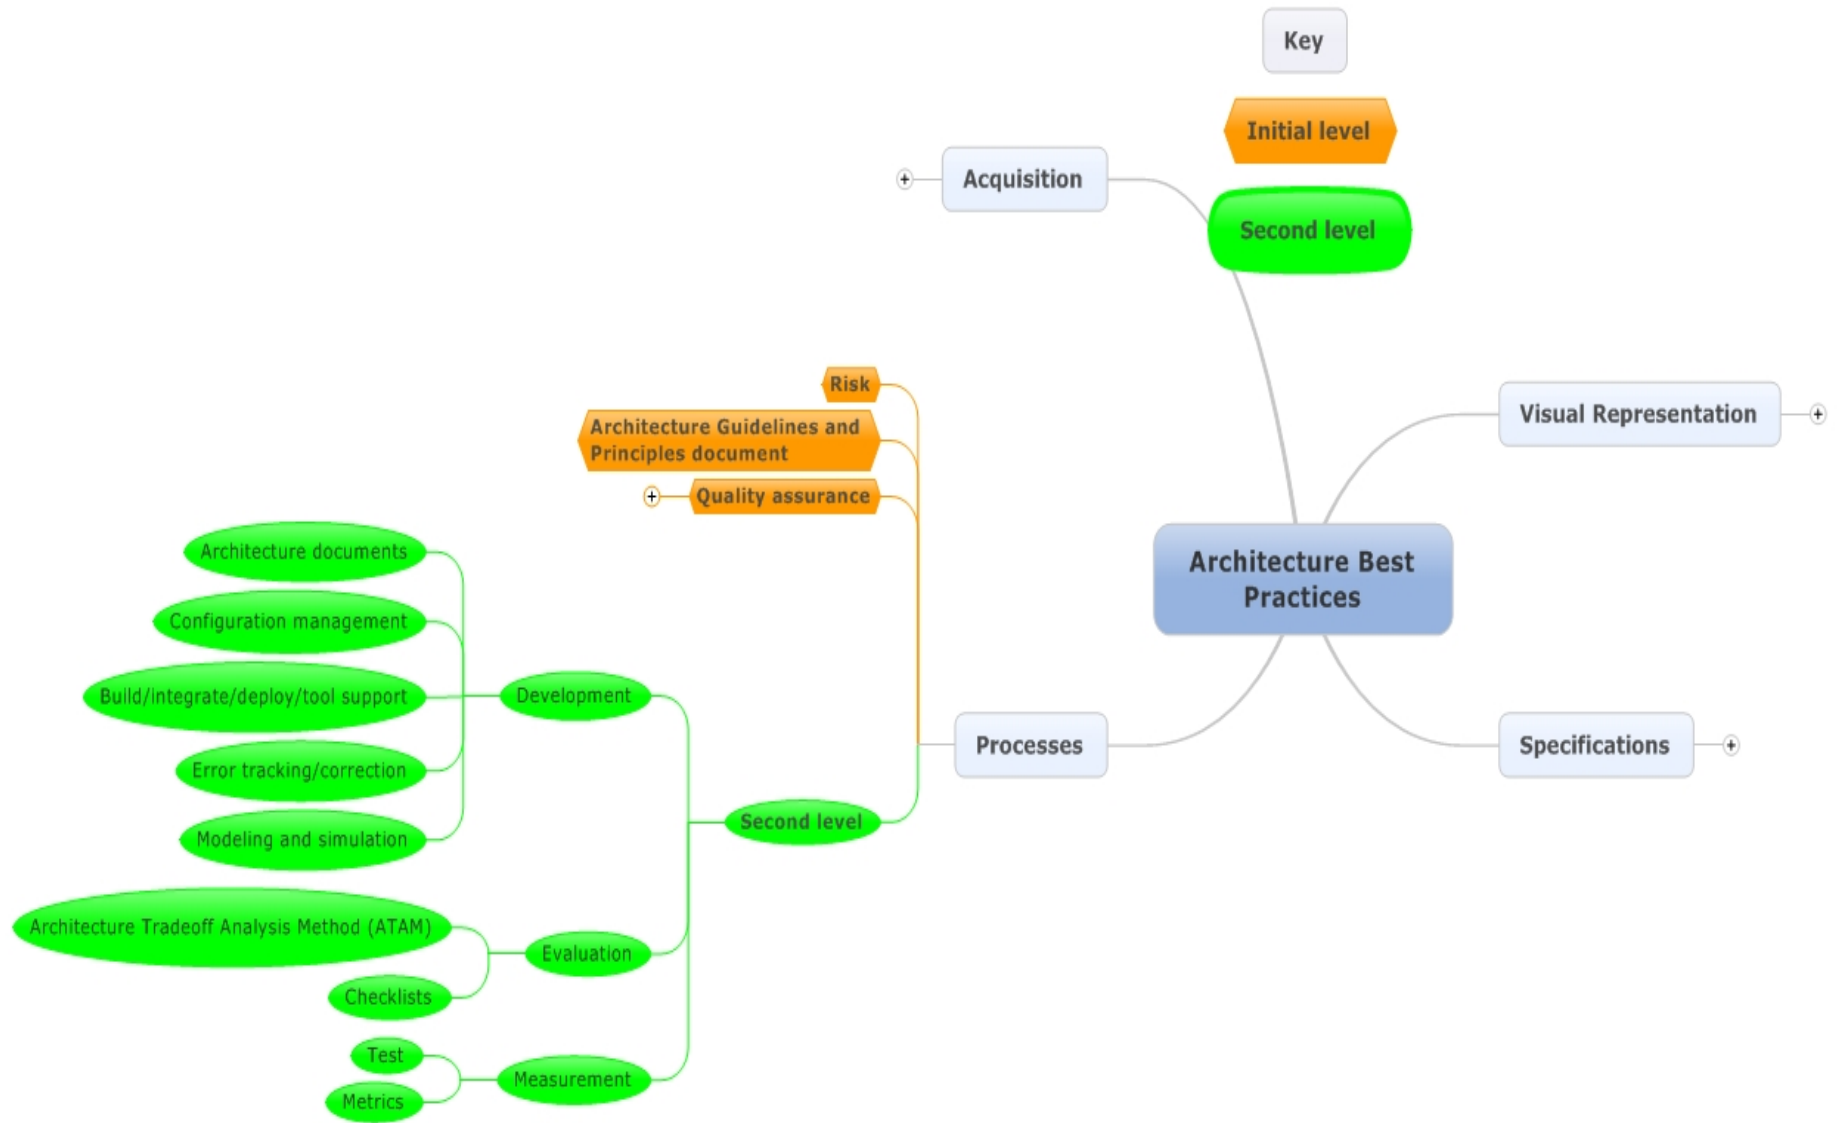 Key
Initial level
Second level
Acquisition
Visual Representation
Architecture Best
Practices
Processes
Specifications
Risk
Architecture Guidelines and
Principles document
Quality assurance
Second level
Development
Architecture documents
Configuration management
Build/integrate/deploy/tool support
Error tracking/correction
Modeling and simulation
Evaluation
Architecture Tradeoff Analysis Method (ATAM)
Checklists
Measurement
Test
Metrics